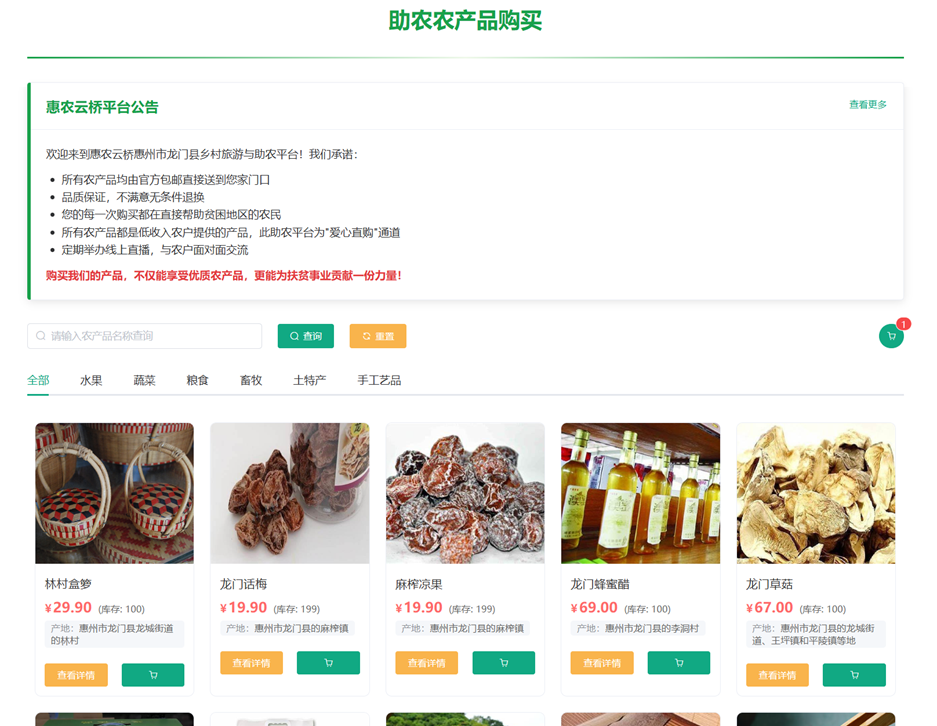 助农农产品购买
惠农云桥平台公告
查看更多
欢迎来到惠农云桥惠州市龙门县乡村旅游与助农平台！我们承诺：
所有农产品均由官方包邮直接送到您家门口
品质保证，不满意无条件退换
您的每一次购买都在直接帮助贫困地区的农民
所有农产品都是低收入农户提供的产品，此助农平台为"爱心直购"通道
定期举办线上直播，与农户面对面交流
购买我们的产品，不仅能享受优质农产品，更能为扶贫事业贡献一份力量！
请输入农产品名称查询
查询
重置
1
全部 水果 蔬菜 粮食 畜牧 土特产 手工艺品
林村盒箩
¥29.90 (库存: 100)
产地：惠州市龙门县龙城街道
的林村
查看详情
龙门话梅
¥19.90 (库存: 199)
产地：惠州市龙门县的麻榨镇
查看详情
麻榨凉果
¥19.90 (库存: 199)
产地：惠州市龙门县的麻榨镇
查看详情
龙门蜂蜜醋
¥69.00 (库存: 100)
产地：惠州市龙门县的李洞村
查看详情
龙门草菇
¥67.00 (库存: 100)
产地：惠州市龙门县的龙城街
道、王坪镇和平陵镇等地
查看详情